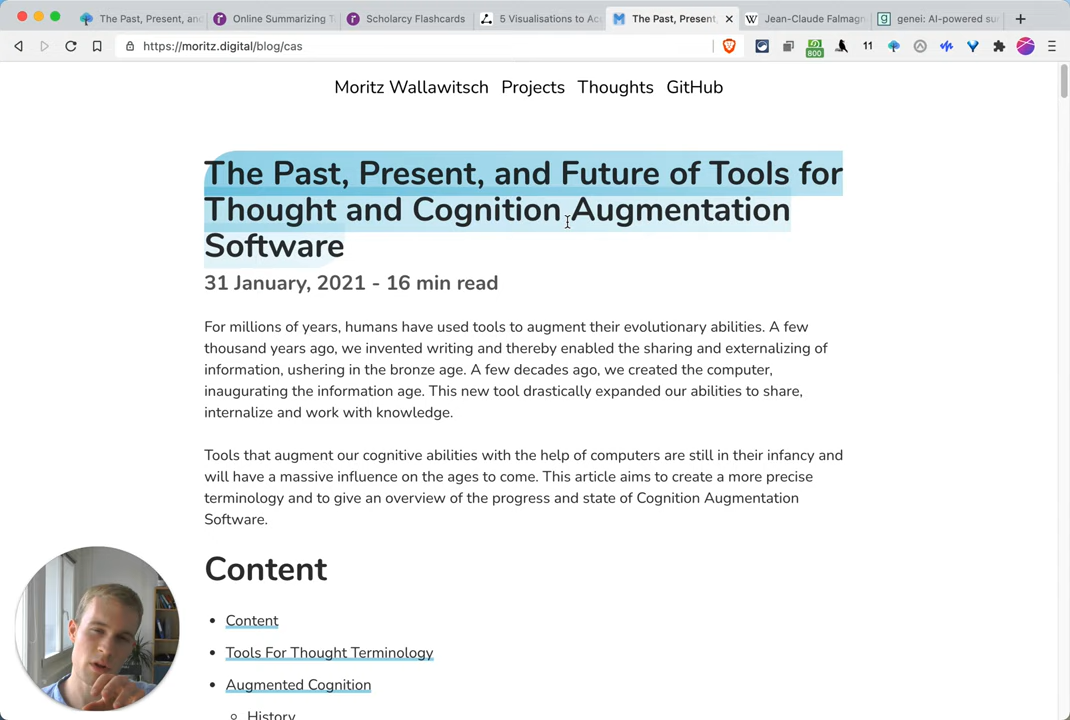 The Past, Present, an
Online Summarizing T
Scholarcy Flashcards
5 Visualisations to Ac
The Past, Present,
Jean-Claude Falmagn
genei: AI-powered su
https://moritz.digital/blog/cas
800
11
Moritz Wallawitsch Projects Thoughts GitHub
The Past, Present, and Future of Tools for
Thought and Cognition Augmentation
Software
31 January, 2021 - 16 min read
For millions of years, humans have used tools to augment their evolutionary abilities. A few
thousand years ago, we invented writing and thereby enabled the sharing and externalizing of
information, ushering in the bronze age. A few decades ago, we created the computer,
inaugurating the information age. This new tool drastically expanded our abilities to share,
internalize and work with knowledge.
Tools that augment our cognitive abilities with the help of computers are still in their infancy and
will have a massive influence on the ages to come. This article aims to create a more precise
terminology and to give an overview of the progress and state of Cognition Augmentation
Software.
Content
Content
Tools For Thought Terminology
Augmented Cognition
History